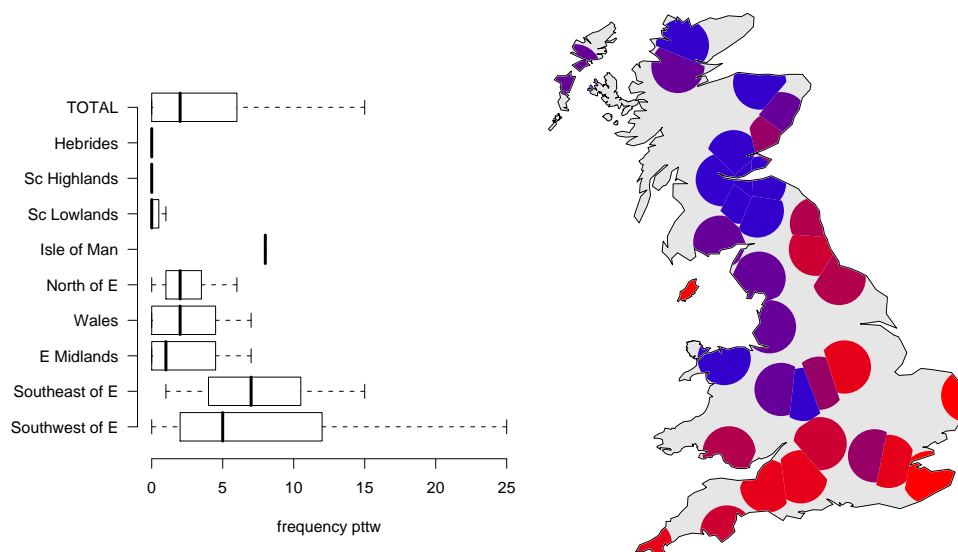 TOTAL
Hebrides
Sc Highlands
Sc Lowlands
Isle of Man
North of E
Wales
E Midlands
Southeast of E
Southwest of E
0 5 10 15 20 25
frequency pttw